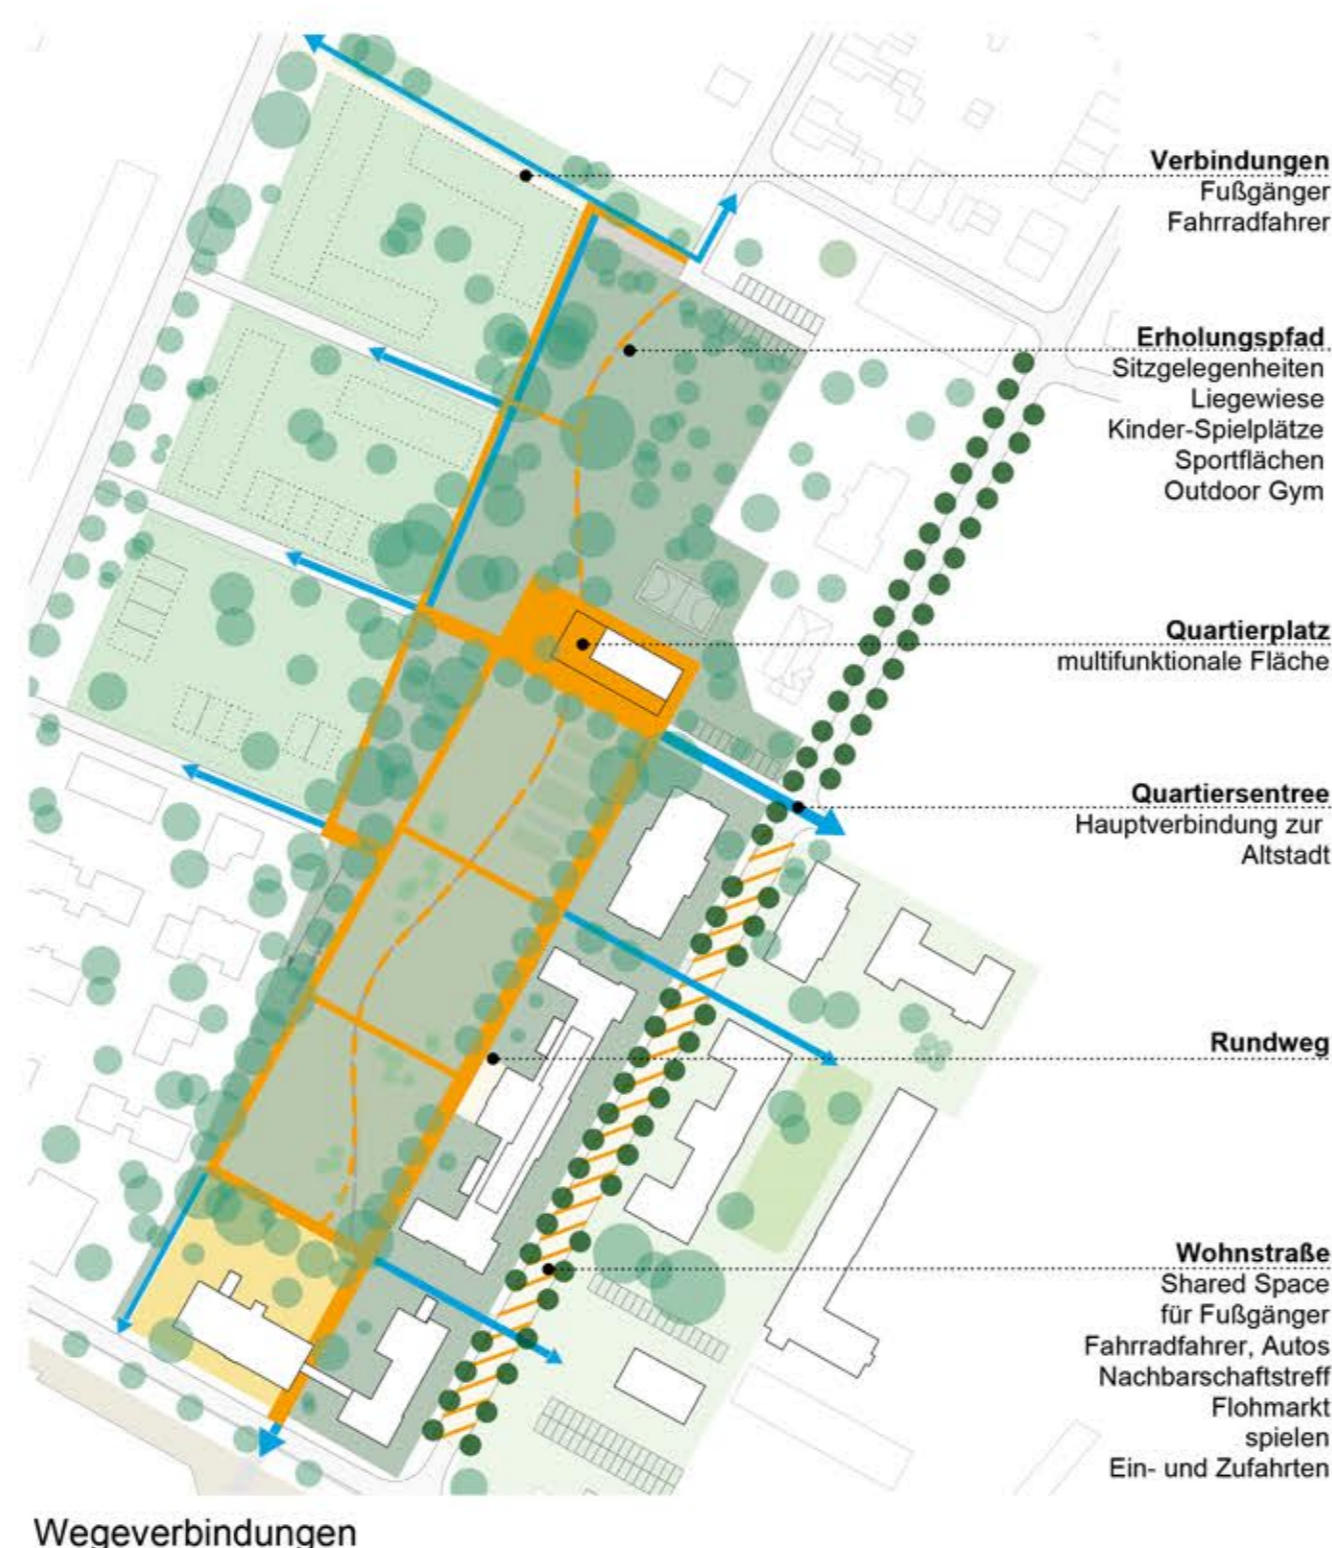 Verbindungen
Fußgänger
Fahrradfahrer
Erholungspfad
Sitzgelegenheiten
Liegewiese
Kinder-Spielplätze
Sportflächen
Outdoor Gym
Quartierplatz
multifunktionale Fläche
Quartiersentree
Hauptverbindung zur
Altstadt
Rundweg
Wohnstraße
Shared Space
für Fußgänger
Fahrradfahrer, Autos
Nachbarschaftstreff
Flohmarkt
spielen
Ein- und Zufahrten
Wegeverbindungen